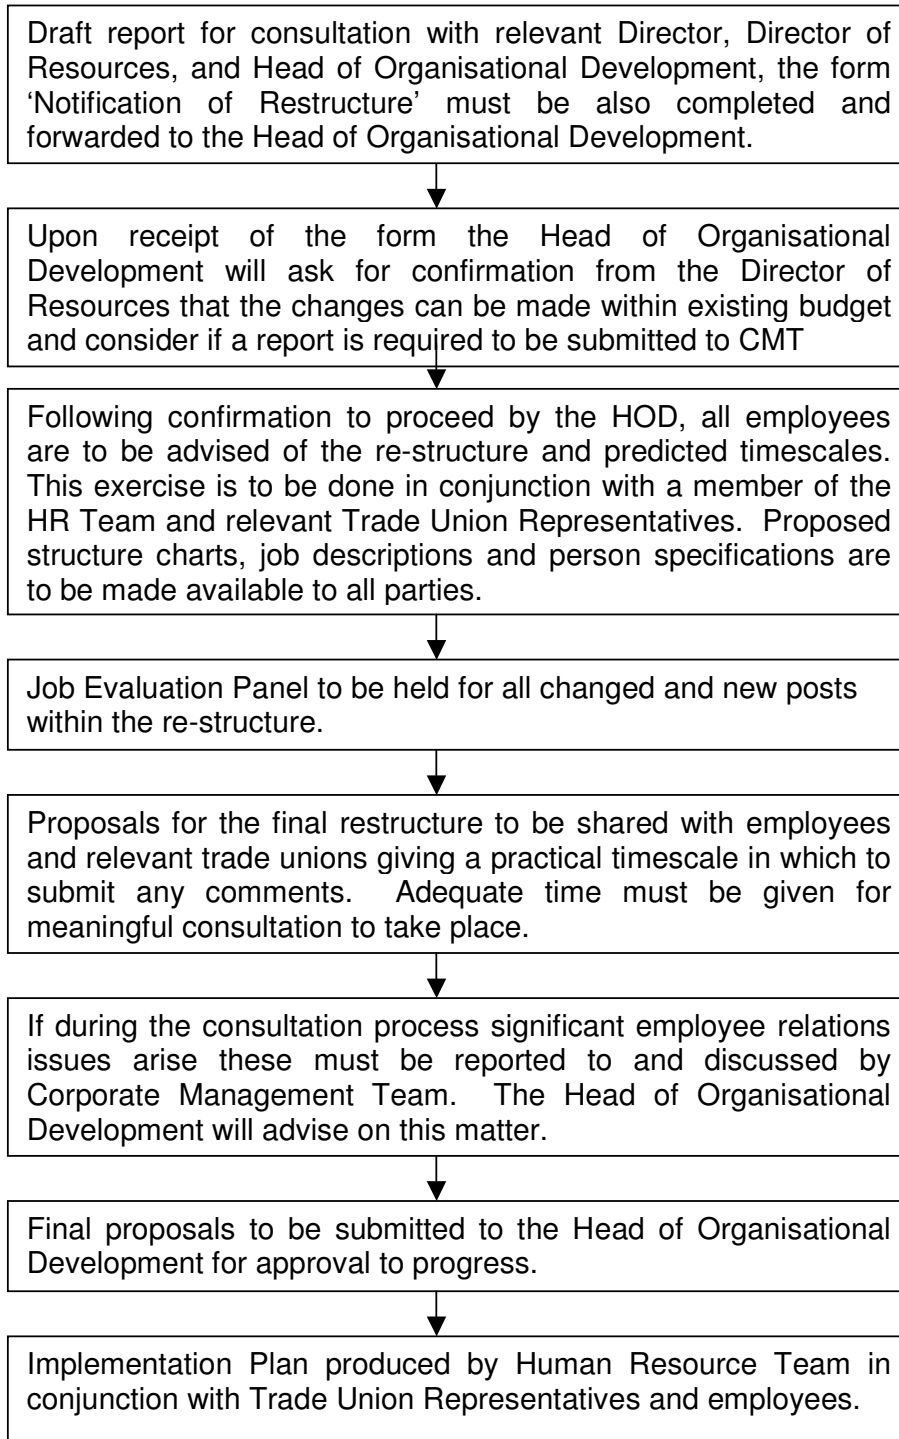 Draft report for consultation with relevant Director, Director of
Resources, and Head of Organisational Development, the form
‘Notification of Restructure’ must be also completed and
forwarded to the Head of Organisational Development.
Upon receipt of the form the Head of Organisational
Development will ask for confirmation from the Director of
Resources that the changes can be made within existing budget
and consider if a report is required to be submitted to CMT
Following confirmation to proceed by the HOD, all employees
are to be advised of the re-structure and predicted timescales.
This exercise is to be done in conjunction with a member of the
HR Team and relevant Trade Union Representatives. Proposed
structure charts, job descriptions and person specifications are
to be made available to all parties.
Job Evaluation Panel to be held for all changed and new posts
within the re-structure.
Proposals for the final restructure to be shared with employees
and relevant trade unions giving a practical timescale in which to
submit any comments. Adequate time must be given for
meaningful consultation to take place.
If during the consultation process significant employee relations
issues arise these must be reported to and discussed by
Corporate Management Team. The Head of Organisational
Development will advise on this matter.
Final proposals to be submitted to the Head of Organisational
Development for approval to progress.
Implementation Plan produced by Human Resource Team in
conjunction with Trade Union Representatives and employees.